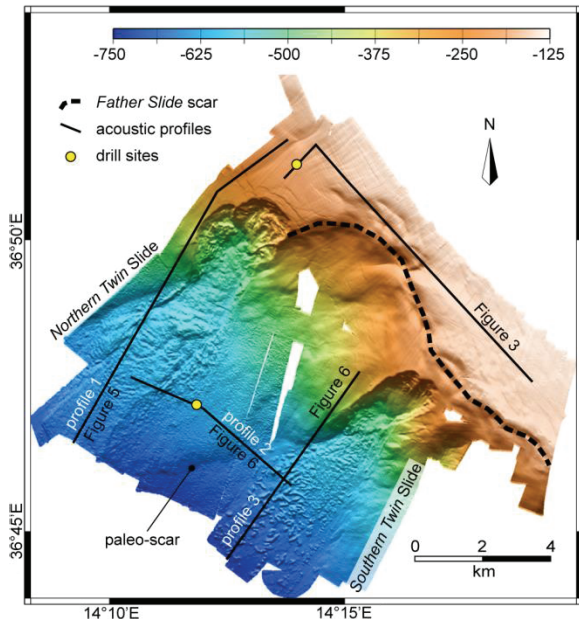 -750 -625 -500 -375 -250 -125
Father Slide scar
acoustic profiles
drill sites
N
36°50'E
Northern Twin Slide
Figure 3
profile 1
Figure 5
Figure 6
profile 2
Figure 6
profile 3
paleo-scar
Southern Twin Slide
36°45'E
0 2 4
km
14°10'E 14°15'E